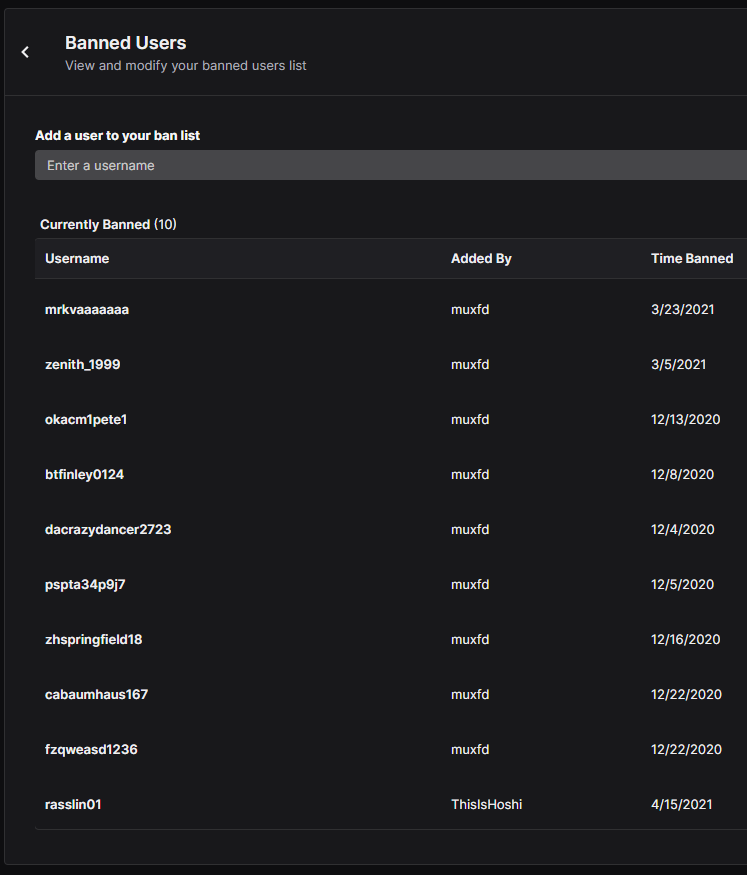 Banned Users
View and modify your banned users list
Add a user to your ban list
Enter a username
Currently Banned (10)
Username Added By Time Banned
mrkvaaaaaaa muxfd 3/23/2021
zenith_1999 muxfd 3/5/2021
okacm1pete1 muxfd 12/13/2020
btfinley0124 muxfd 12/8/2020
dacrazydancer2723 muxfd 12/4/2020
pspta34p9j7 muxfd 12/5/2020
zhspringfield18 muxfd 12/16/2020
cabaumhaus167 muxfd 12/22/2020
fzqweasd1236 muxfd 12/22/2020
rasslin01 ThisIsHoshi 4/15/2021